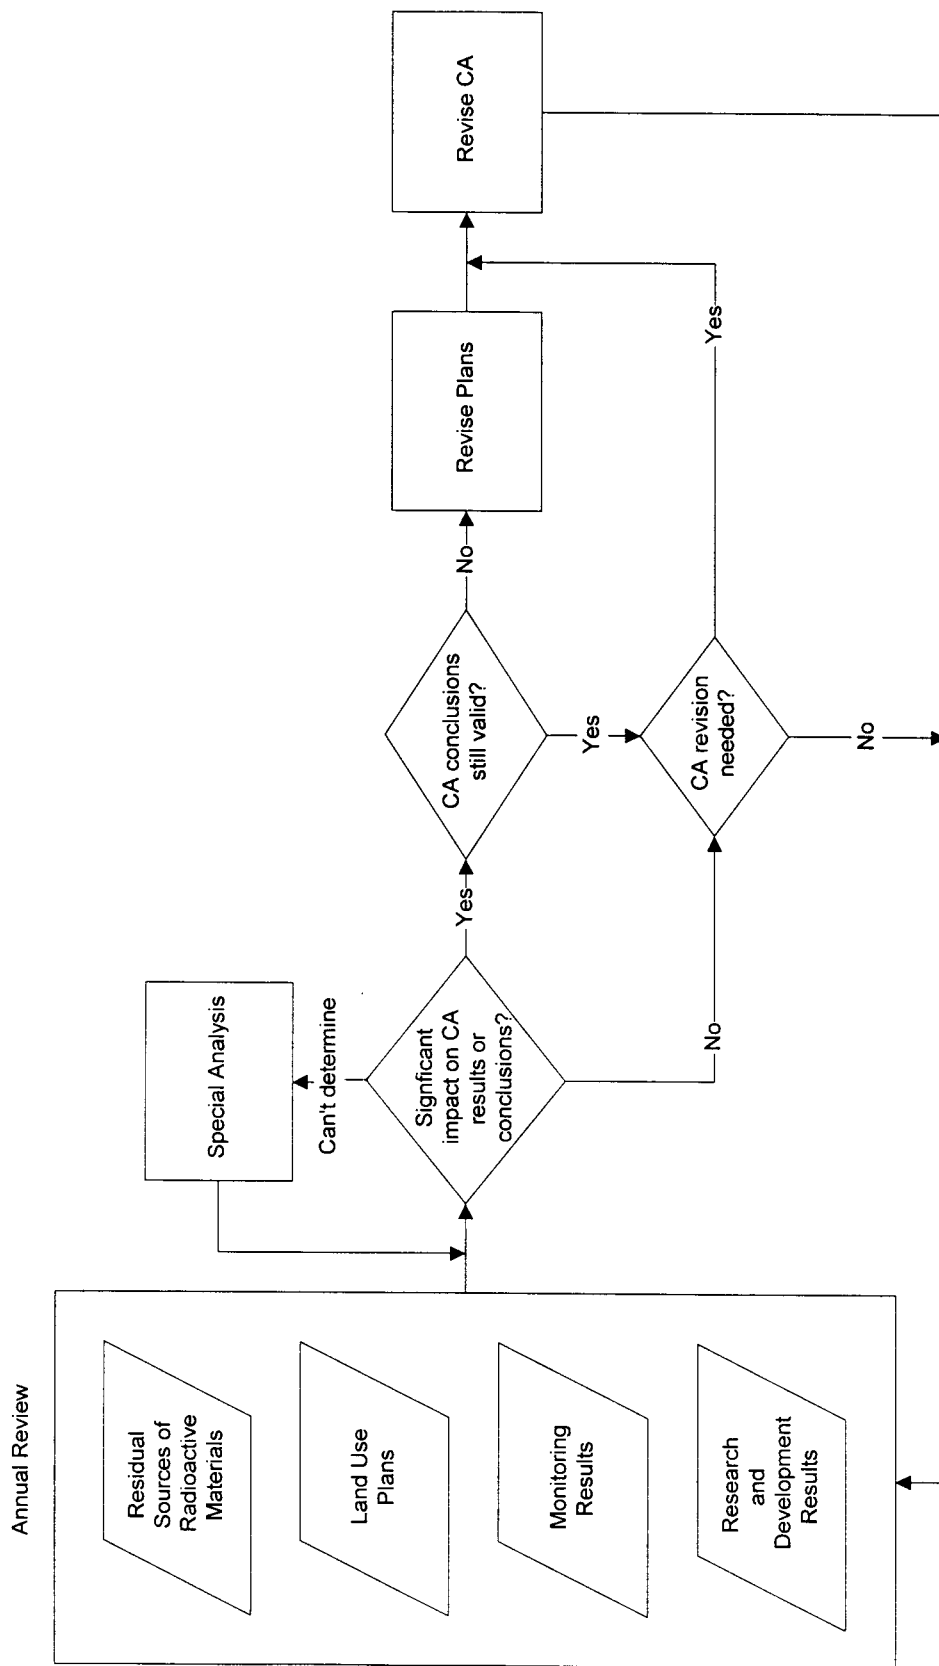 Annual Review
Residual
Sources of
Radioactive
Materials
Land Use
Plans
Monitoring
Results
Research
and
Development
Results
Special Analysis
Can't determine
Signficant
impact on CA
results or
conclusions?
Yes
No
CA conclusions
still valid?
No
Yes
CA revision
needed?
Yes
No
Revise Plans
Revise CA